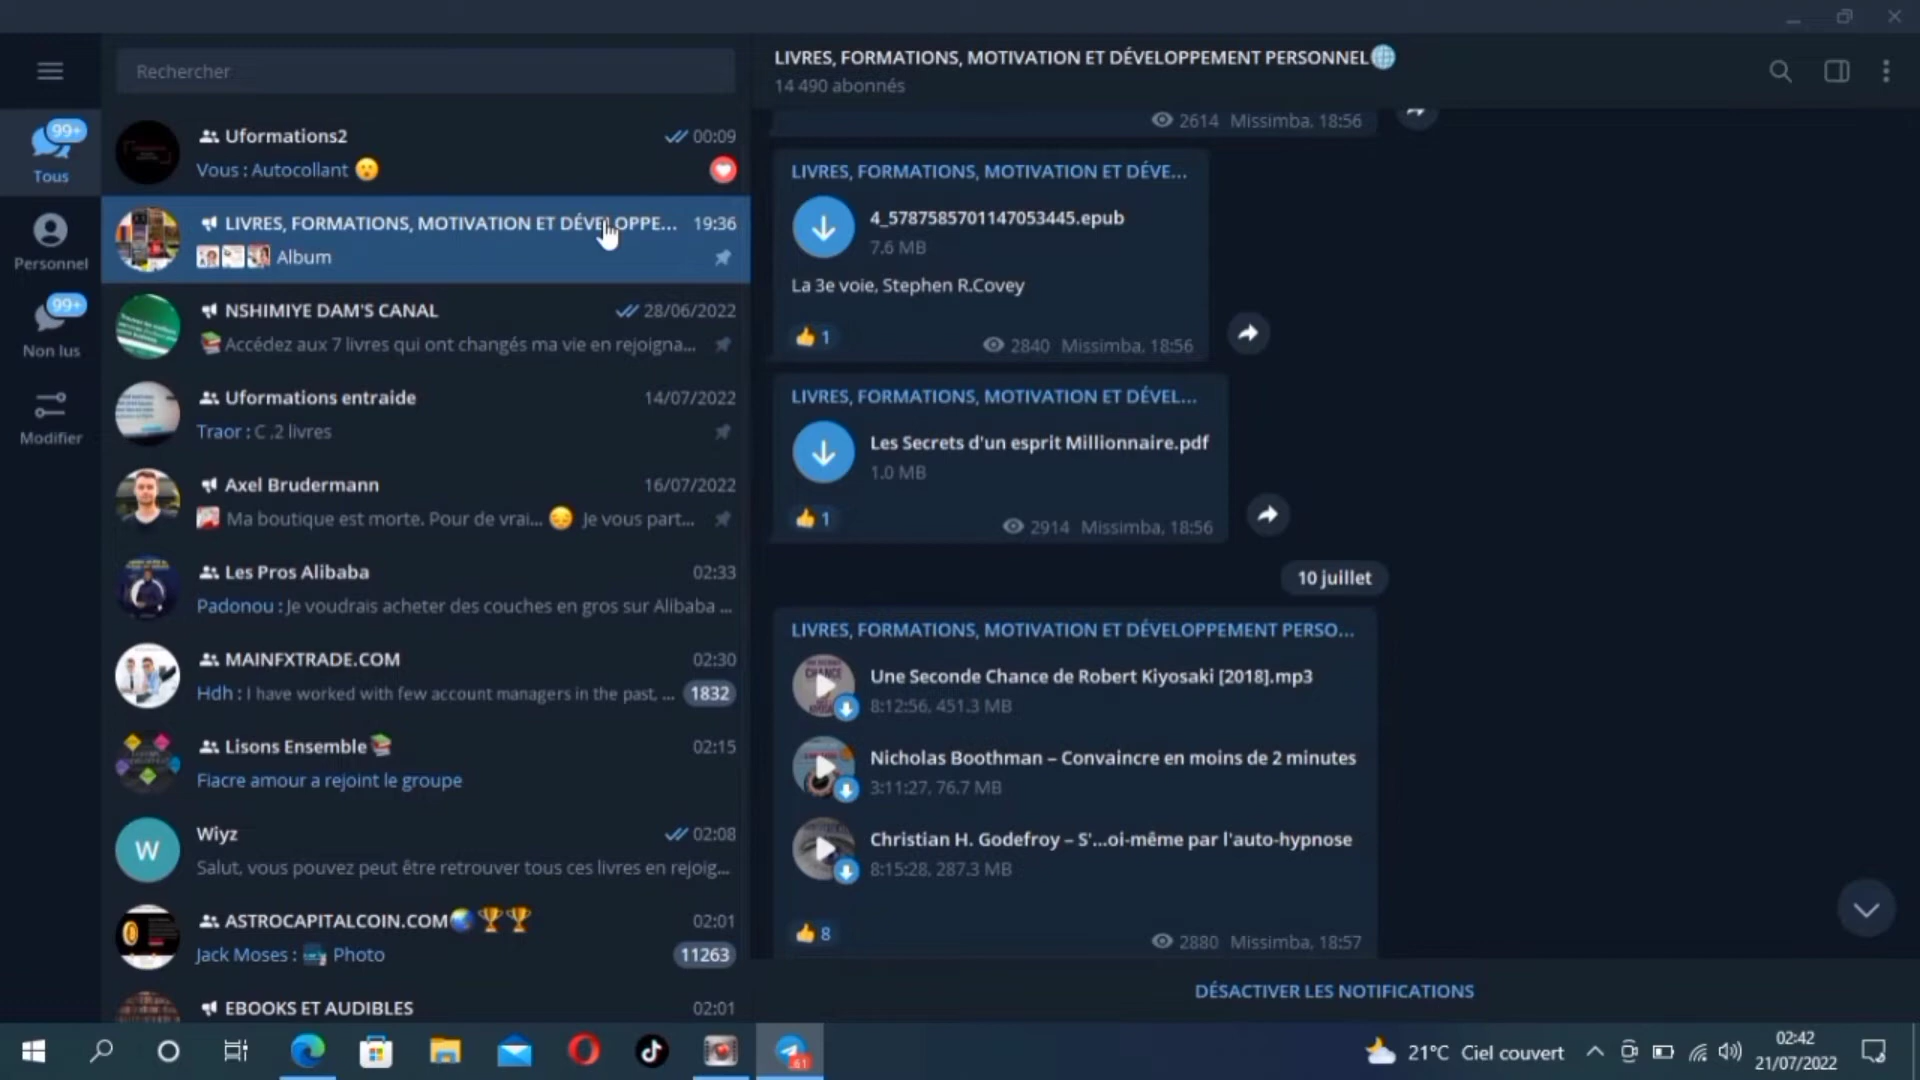 Rechercher
99+
Tous
Personnel
99+
Non lus
Modifier
Uformations2
00:09
Vous : Autocollant 😮
LIVRES, FORMATIONS, MOTIVATION ET DÉVELOPPE...
19:36
Album
NSHIMIYE DAM'S CANAL
28/06/2022
📚Accédez aux 7 livres qui ont changés ma vie en rejoigna...
Uformations entraide
14/07/2022
Traor : C .2 livres
Axel Brudermann
16/07/2022
Ma boutique est morte. Pour de vrai... 😔 Je vous part...
Les Pros Alibaba
02:33
Padonou : Je voudrais acheter des couches en gros sur Alibaba ...
MAINFXTRADE.COM
02:30
Hdh : I have worked with few account managers in the past, ...
1832
Lisons Ensemble📚
02:15
Fiacre amour a rejoint le groupe
W
Wiyz
02:08
Salut, vous pouvez peut être retrouver tous ces livres en rejoig...
ASTROCAPITALCOIN.COM🌏🏆🏆
02:01
Jack Moses : Photo
11263
EBOOKS ET AUDIBLES
02:01
LIVRES, FORMATIONS, MOTIVATION ET DÉVELOPPEMENT PERSONNEL🌐
14 490 abonnés
2614 Missimba, 18:56
LIVRES, FORMATIONS, MOTIVATION ET DÉVE...
4_5787585701147053445.epub
7.6 MB
La 3e voie, Stephen R.Covey
👍 1
2840 Missimba, 18:56
LIVRES, FORMATIONS, MOTIVATION ET DÉVEL...
Les Secrets d'un esprit Millionnaire.pdf
1.0 MB
👍 1
2914 Missimba, 18:56
10 juillet
LIVRES, FORMATIONS, MOTIVATION ET DÉVELOPPEMENT PERSO...
Une Seconde Chance de Robert Kiyosaki [2018].mp3
8:12:56, 451.3 MB
Nicholas Boothman – Convaincre en moins de 2 minutes
3:11:27, 76.7 MB
Christian H. Godefroy – S'...oi-même par l'auto-hypnose
8:15:28, 287.3 MB
👍 8
2880 Missimba, 18:57
DÉSACTIVER LES NOTIFICATIONS
61
21°C Ciel couvert
02:42
21/07/2022